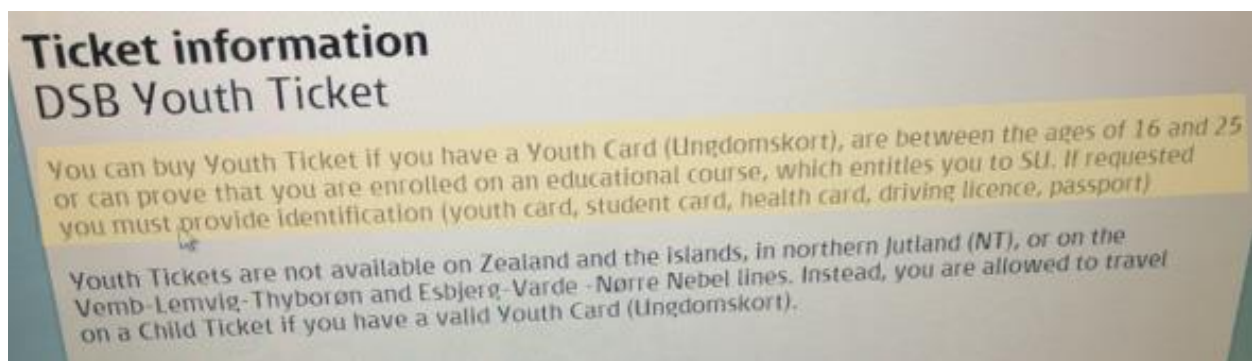 Ticket information
DSB Youth Ticket
You can buy Youth Ticket if you have a Youth Card (Ungdomskort), are between the ages of 16 and 25
or can prove that you are enrolled on an educational course, which entitles you to SU. If requested
you must provide identification (youth card, student card, health card, driving licence, passport)
Youth Tickets are not available on Zealand and the islands, in northern Jutland (NT), or on the
Vemb-Lemvig-Thyborøn and Esbjerg-Varde -Nørre Nebel lines. Instead, you are allowed to travel
on a Child Ticket if you have a valid Youth Card (Ungdomskort).